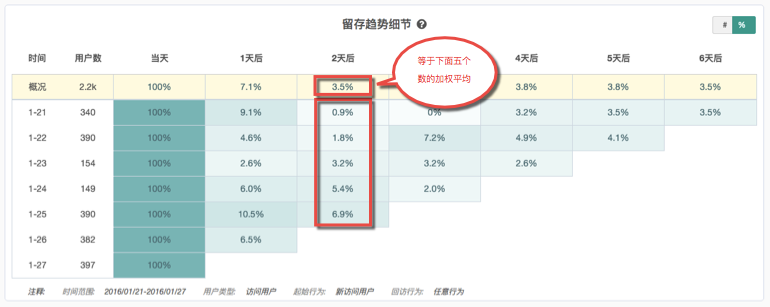 留存趋势细节 ?
# %
时间 用户数 当天 1天后 2天后 4天后 5天后 6天后
等于下面五个
数的加权平均
概况 2.2k 100% 7.1% 3.5% 3.8% 3.8% 3.5%
1-21 340 100% 9.1% 0.9% 0% 3.2% 3.5% 3.5%
1-22 390 100% 4.6% 1.8% 7.2% 4.9% 4.1%
1-23 154 100% 2.6% 3.2% 3.2% 2.6%
1-24 149 100% 6.0% 5.4% 2.0%
1-25 390 100% 10.5% 6.9%
1-26 382 100% 6.5%
1-27 397 100%
注释: 时间范围: 2016/01/21-2016/01/27 用户类型: 访问用户 起始行为: 新访问用户 回访行为: 任意行为